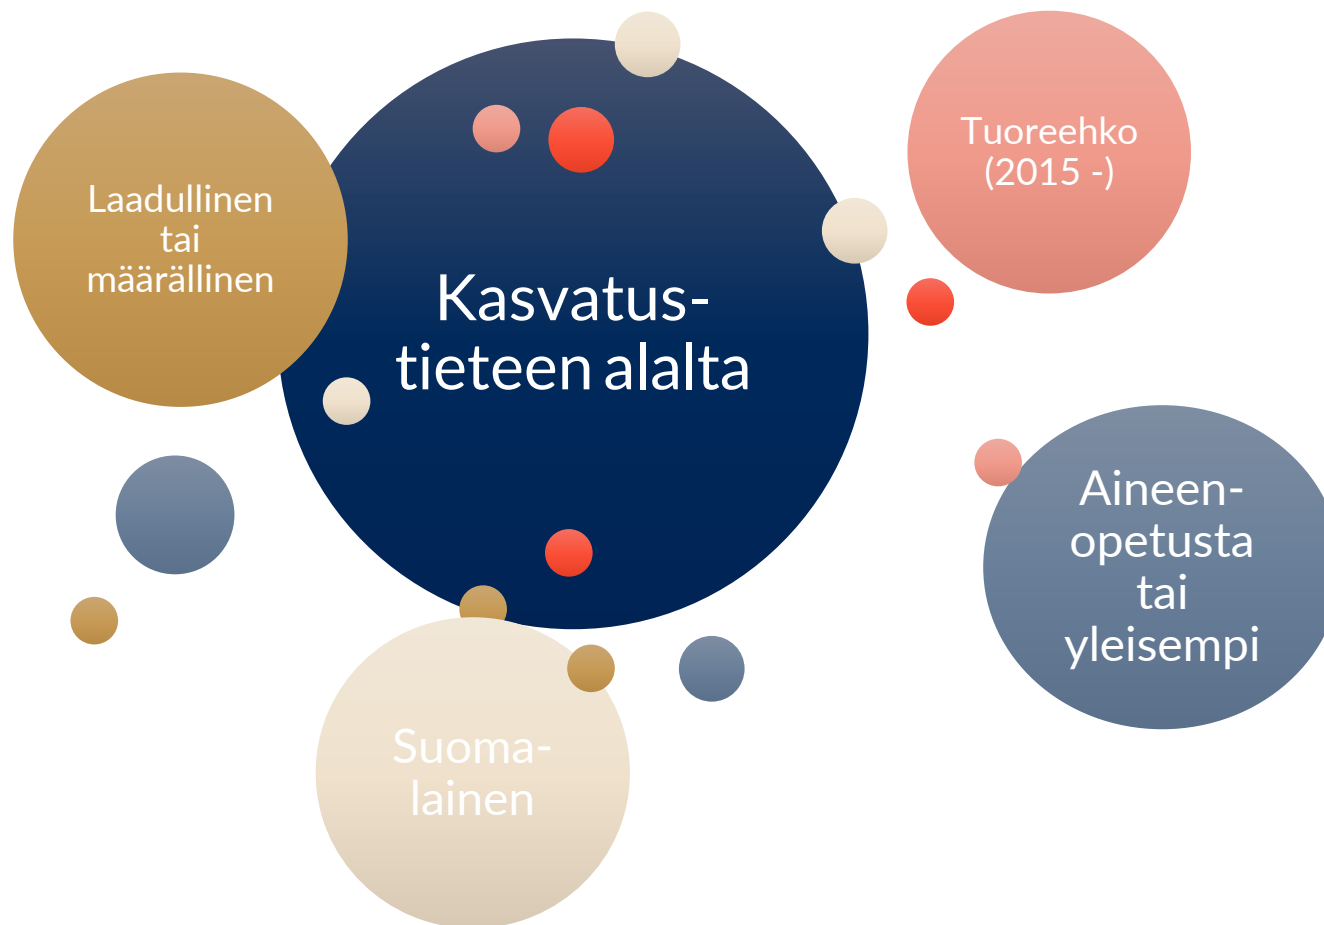 Laadullinen
tai
määrällinen
Kasvatus-
tieteen alalta
Tuoreehko
(2015 -)
Aineen-
opetusta
tai
yleisempi
Suoma-
lainen